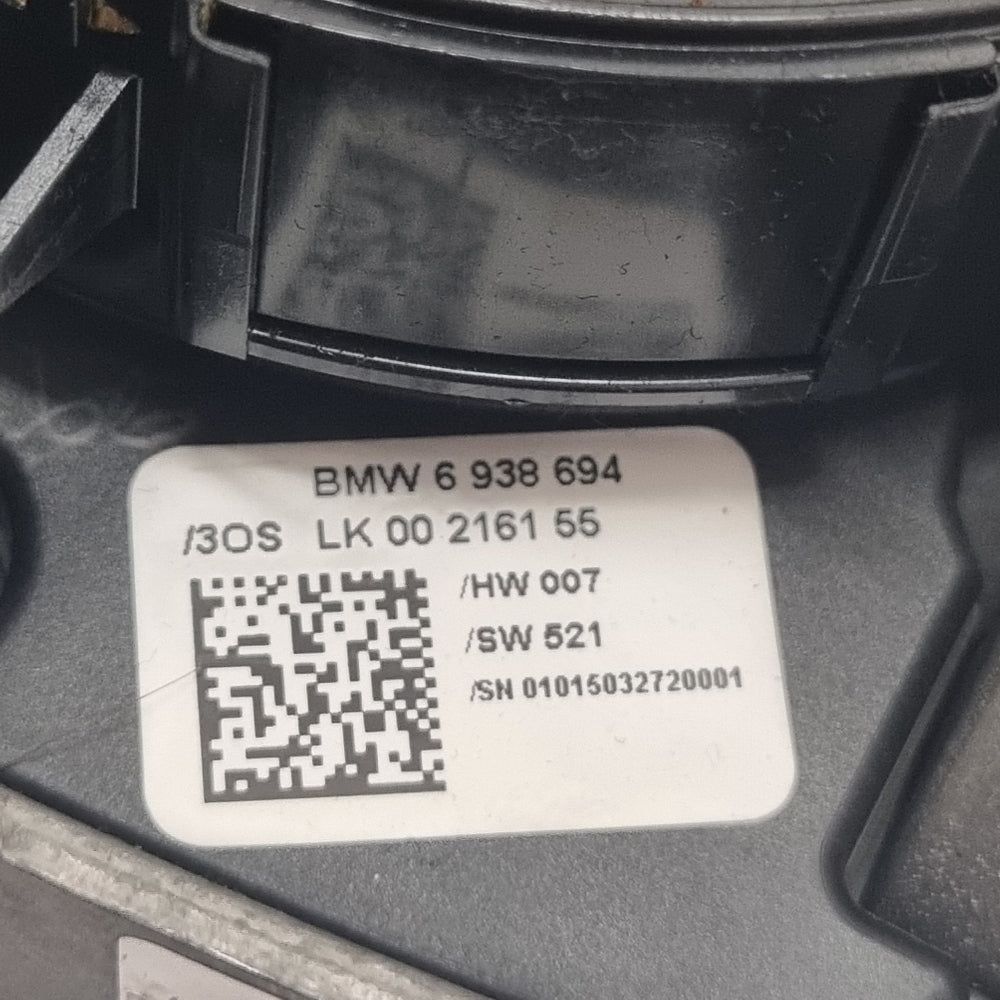 BMW 6 938 694
/3OS LK 00 2161 55
/HW 007
/SW 521
/SN 01015032720001